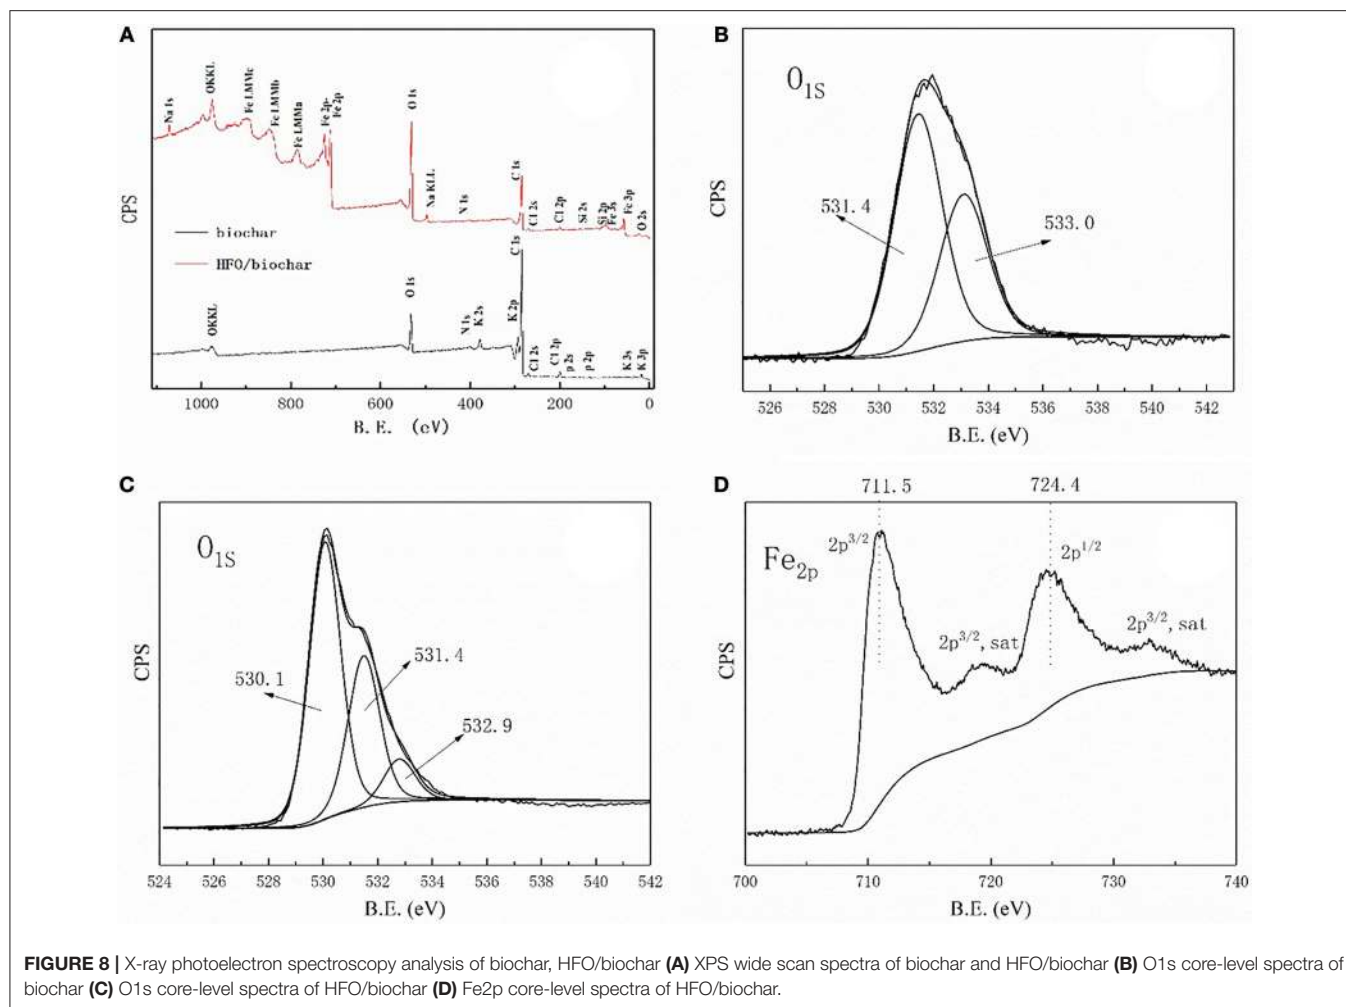 A
Na 1s
OKKL
Fe LMMc
Fe LMMb
Fe LMMa
Fe 2p-
Fe 2p
O 1s
Na KLL
N 1s
C 1s
Cl 2s
Cl 2p
Si 2s
Si 2p
Fe 3s
Fe 3p
O 2s
CPS
biochar
HFO/biochar
OKKL
O 1s
N 1s
K 2s
K 2p
C 1s
Cl 2s
Cl 2p
p 2s
p 2p
K 3s
K 3p
1000 800 600 400 200 0
B. E. (eV)
B
O1S
CPS
531.4
533.0
526 528 530 532 534 536 538 540 542
B.E. (eV)
C
O1S
CPS
530.1
531.4
532.9
524 526 528 530 532 534 536 538 540 542
B.E. (eV)
D
711.5 724.4
Fe2p
2p3/2
2p1/2
2p3/2, sat
2p3/2, sat
CPS
700 710 720 730 740
B.E. (eV)
FIGURE 8 | X-ray photoelectron spectroscopy analysis of biochar, HFO/biochar (A) XPS wide scan spectra of biochar and HFO/biochar (B) O1s core-level spectra of
biochar (C) O1s core-level spectra of HFO/biochar (D) Fe2p core-level spectra of HFO/biochar.